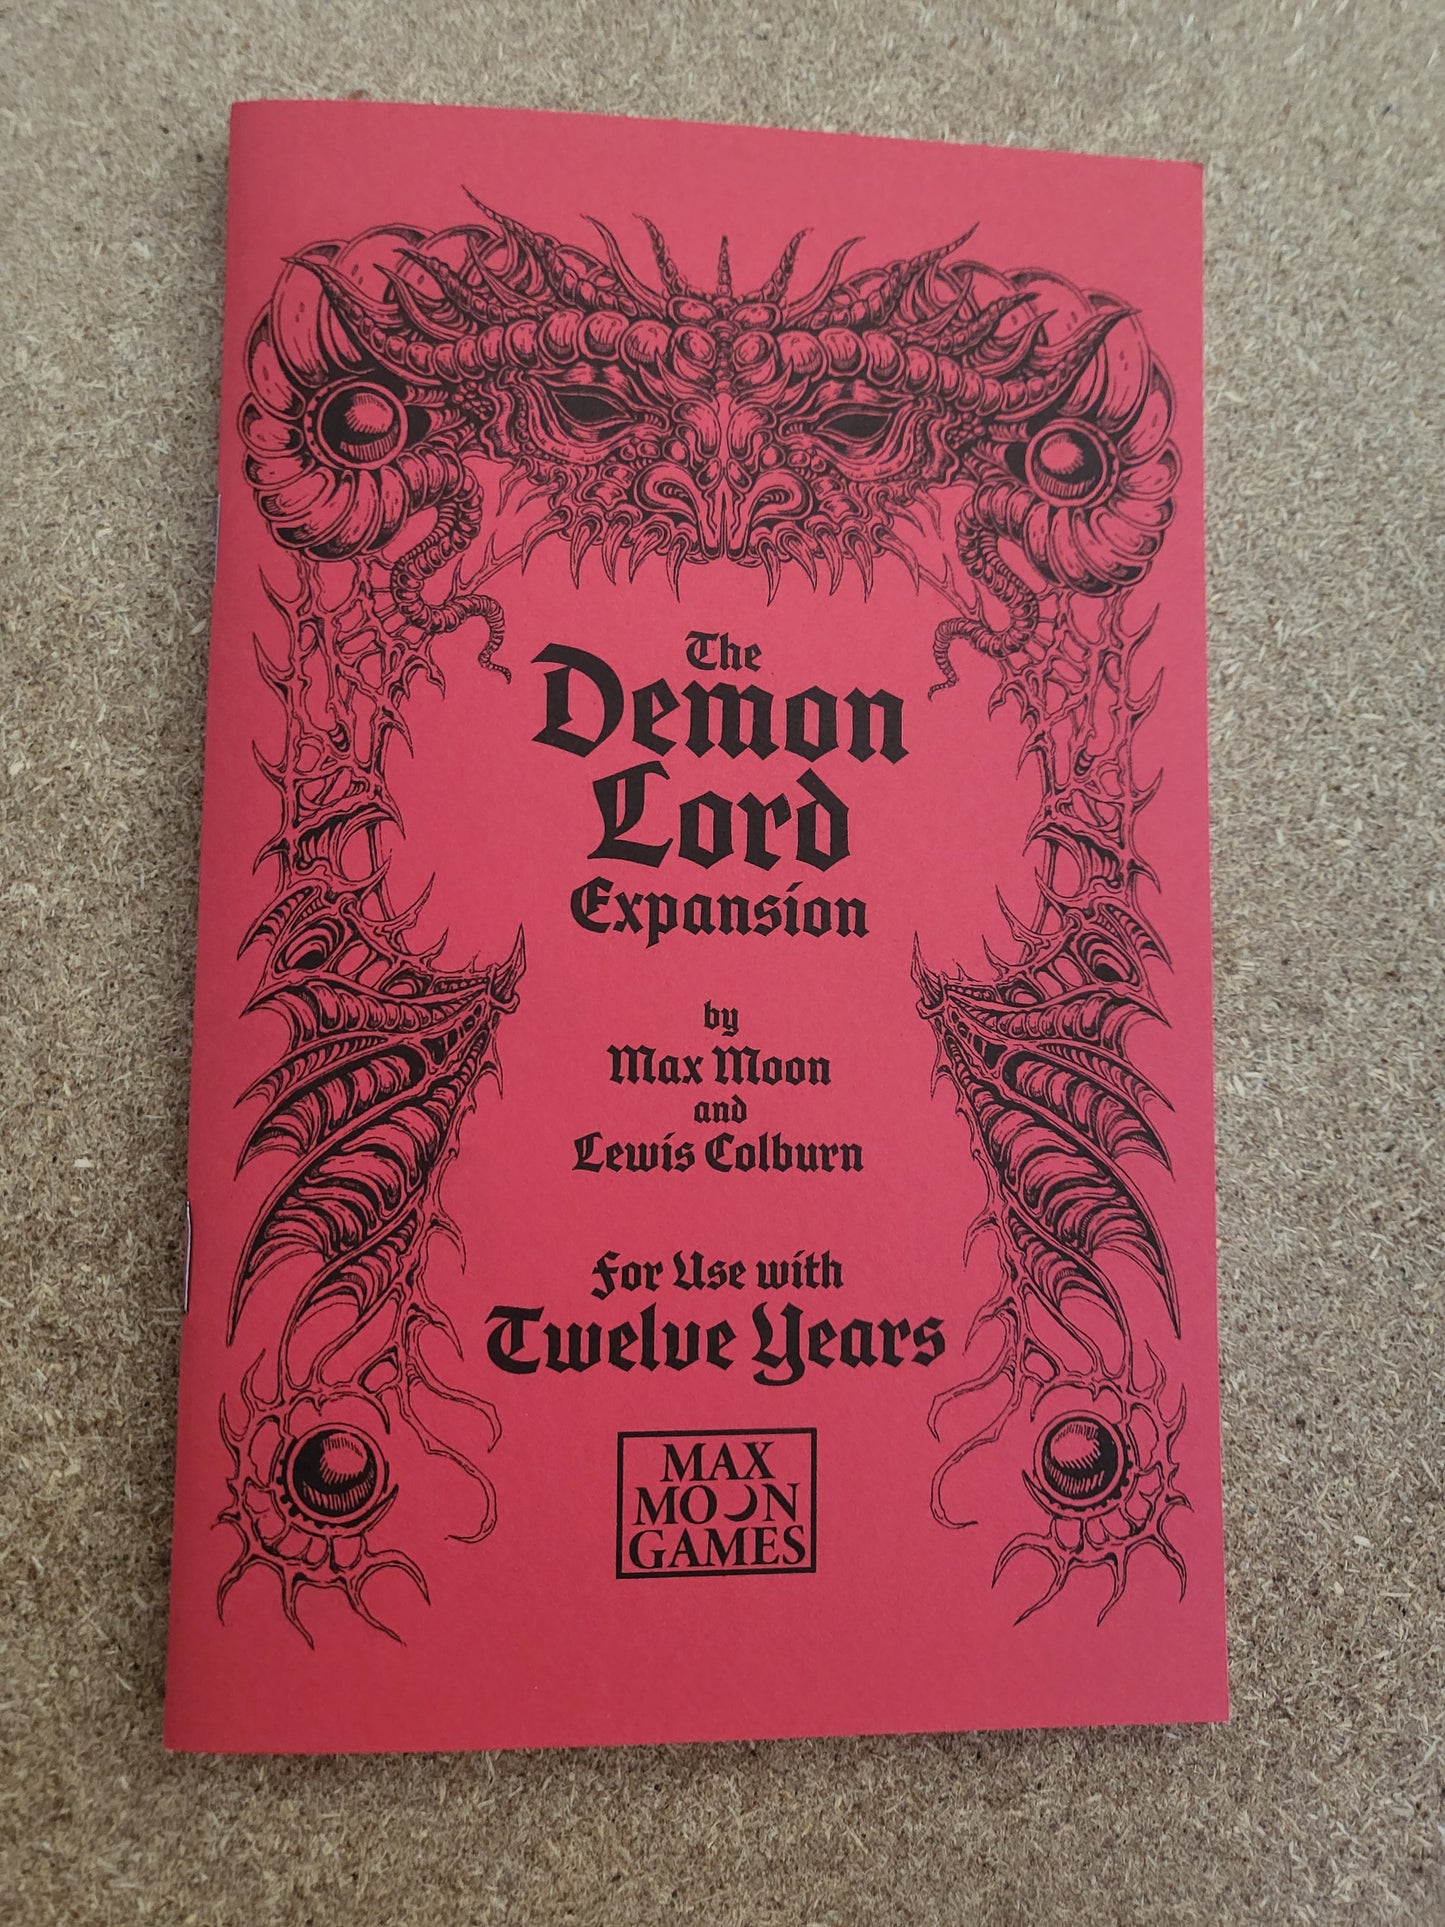 The
Demon
Lord
Expansion
by
Max Moon
and
Lewis Colburn
For Use with
Twelve Years
MAX
MOON
GAMES